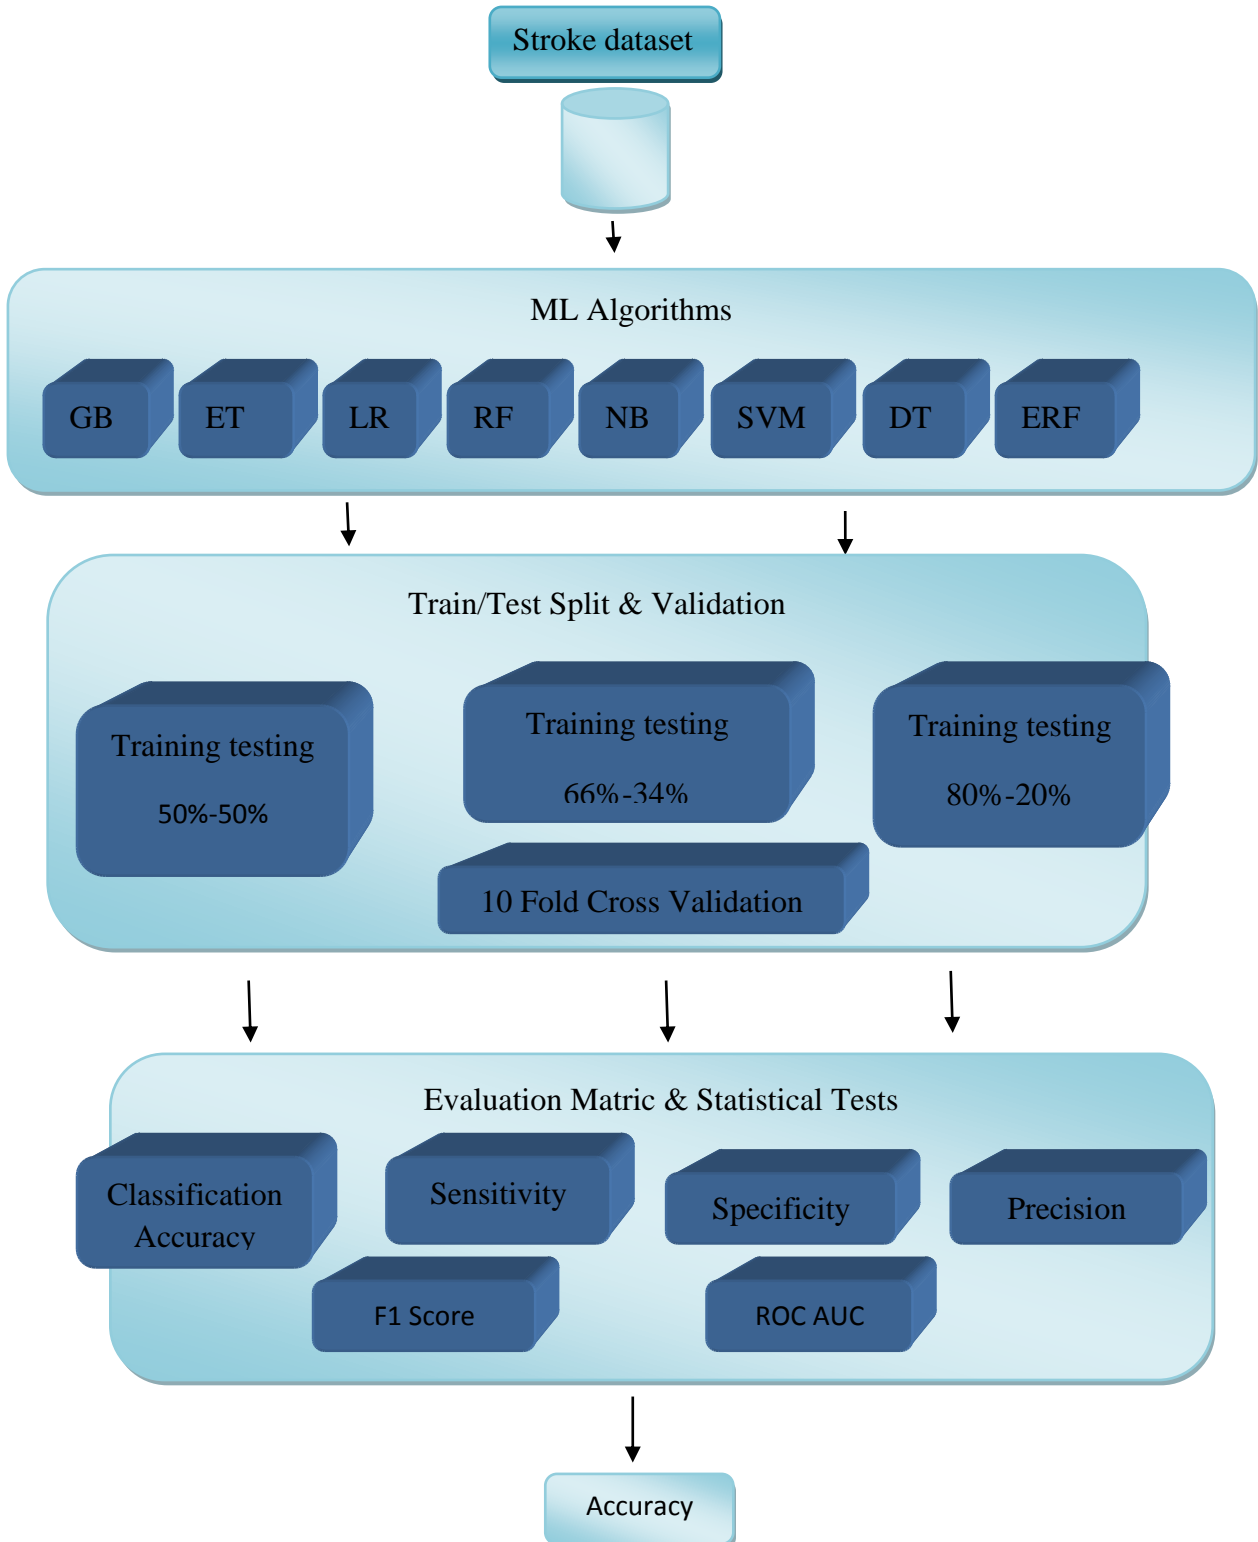 Stroke dataset
ML Algorithms
GB
ET
LR
RF
NB
SVM
DT
ERF
Train/Test Split & Validation
Training testing
50%-50%
Training testing
66%-34%
Training testing
80%-20%
10 Fold Cross Validation
Evaluation Matric & Statistical Tests
Classification
Accuracy
Sensitivity
Specificity
Precision
F1 Score
ROC AUC
Accuracy